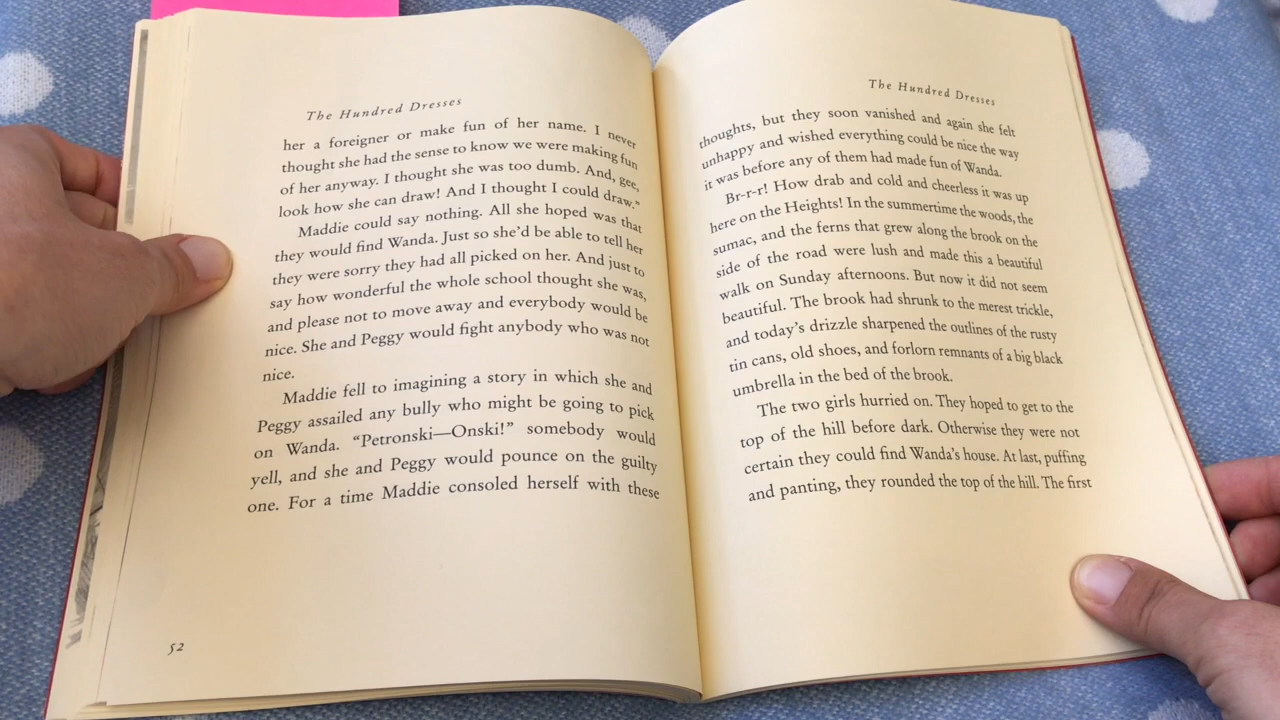 The Hundred Dresses
her a foreigner or make fun of her name. I never
thought she had the sense to know we were making fun
of her anyway. I thought she was too dumb. And, gee,
look how she can draw! And I thought I could draw.”
Maddie could say nothing. All she hoped was that
they would find Wanda. Just so she’d be able to tell her
they were sorry they had all picked on her. And just to
say how wonderful the whole school thought she was,
and please not to move away and everybody would be
nice. She and Peggy would fight anybody who was not
nice.
Maddie fell to imagining a story in which she and
Peggy assailed any bully who might be going to pick
on Wanda. “Petronski—Onski!” somebody would
yell, and she and Peggy would pounce on the guilty
one. For a time Maddie consoled herself with these
52
The Hundred Dresses
thoughts, but they soon vanished and again she felt
unhappy and wished everything could be nice the way
it was before any of them had made fun of Wanda.
Br-r-r! How drab and cold and cheerless it was up
here on the Heights! In the summertime the woods, the
sumac, and the ferns that grew along the brook on the
side of the road were lush and made this a beautiful
walk on Sunday afternoons. But now it did not seem
beautiful. The brook had shrunk to the merest trickle,
and today’s drizzle sharpened the outlines of the rusty
tin cans, old shoes, and forlorn remnants of a big black
umbrella in the bed of the brook.
The two girls hurried on. They hoped to get to the
top of the hill before dark. Otherwise they were not
certain they could find Wanda’s house. At last, puffing
and panting, they rounded the top of the hill. The first